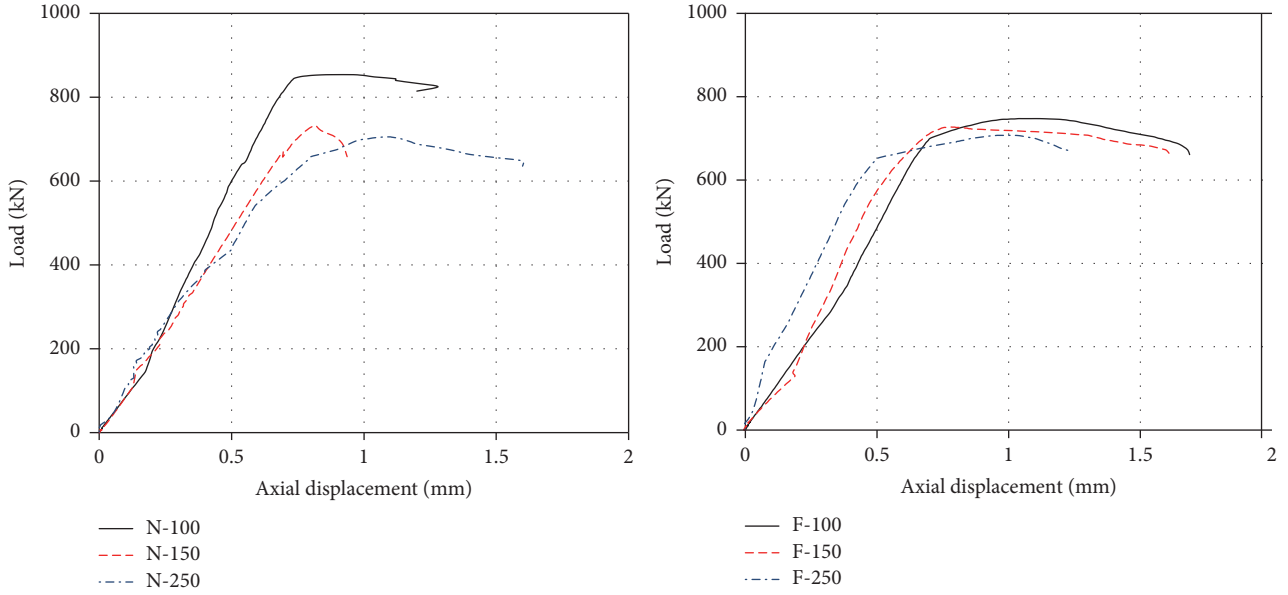 1000
800
600
400
200
0
Load (kN)
0 0.5 1 1.5 2
Axial displacement (mm)
N-100
N-150
N-250
1000
800
600
400
200
0
Load (kN)
0 0.5 1 1.5 2
Axial displacement (mm)
F-100
F-150
F-250